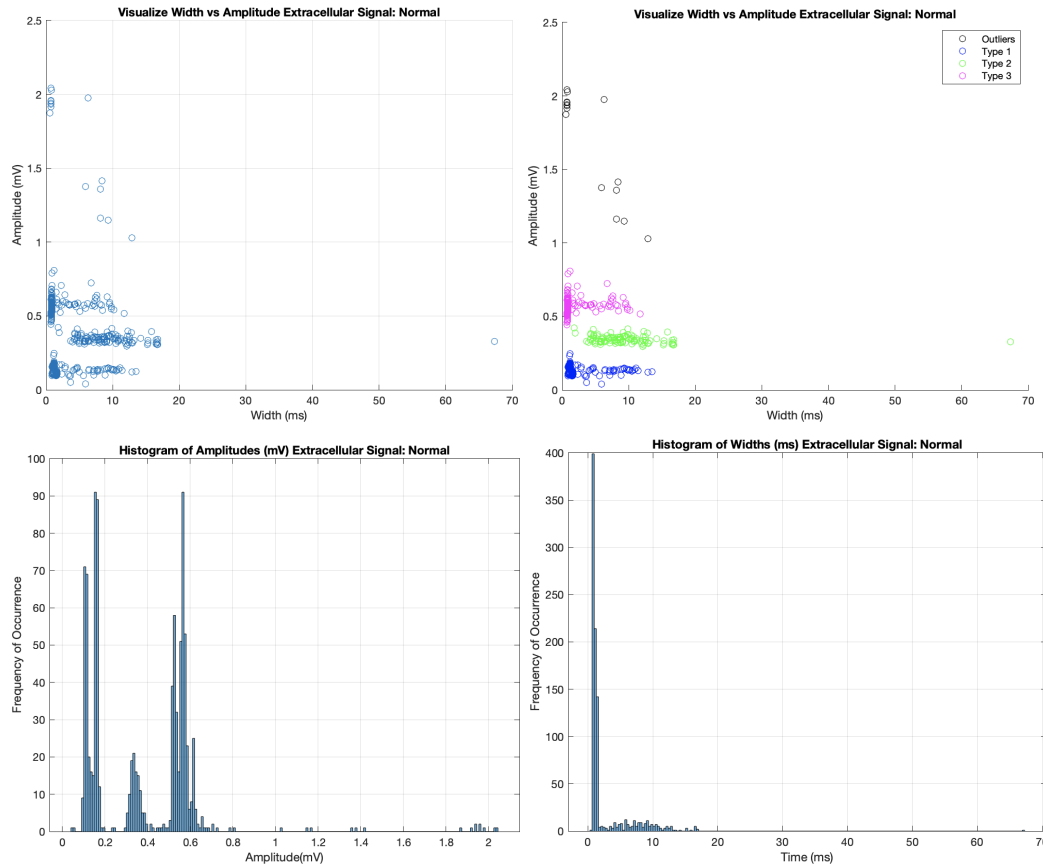 Visualize Width vs Amplitude Extracellular Signal: Normal
2.5
2
1.5
1
0.5
0
Amplitude (mV)
0 10 20 30 40 50 60 70
Width (ms)
Visualize Width vs Amplitude Extracellular Signal: Normal
Outliers
Type 1
Type 2
Type 3
2.5
2
1.5
1
0.5
0
Amplitude (mV)
0 10 20 30 40 50 60 70
Width (ms)
Histogram of Amplitudes (mV) Extracellular Signal: Normal
100
90
80
70
60
50
40
30
20
10
0
Frequency of Occurrence
0 0.2 0.4 0.6 0.8 1 1.2 1.4 1.6 1.8 2
Amplitude(mV)
Histogram of Widths (ms) Extracellular Signal: Normal
400
350
300
250
200
150
100
50
0
Frequency of Occurrence
0 10 20 30 40 50 60
Time (ms)